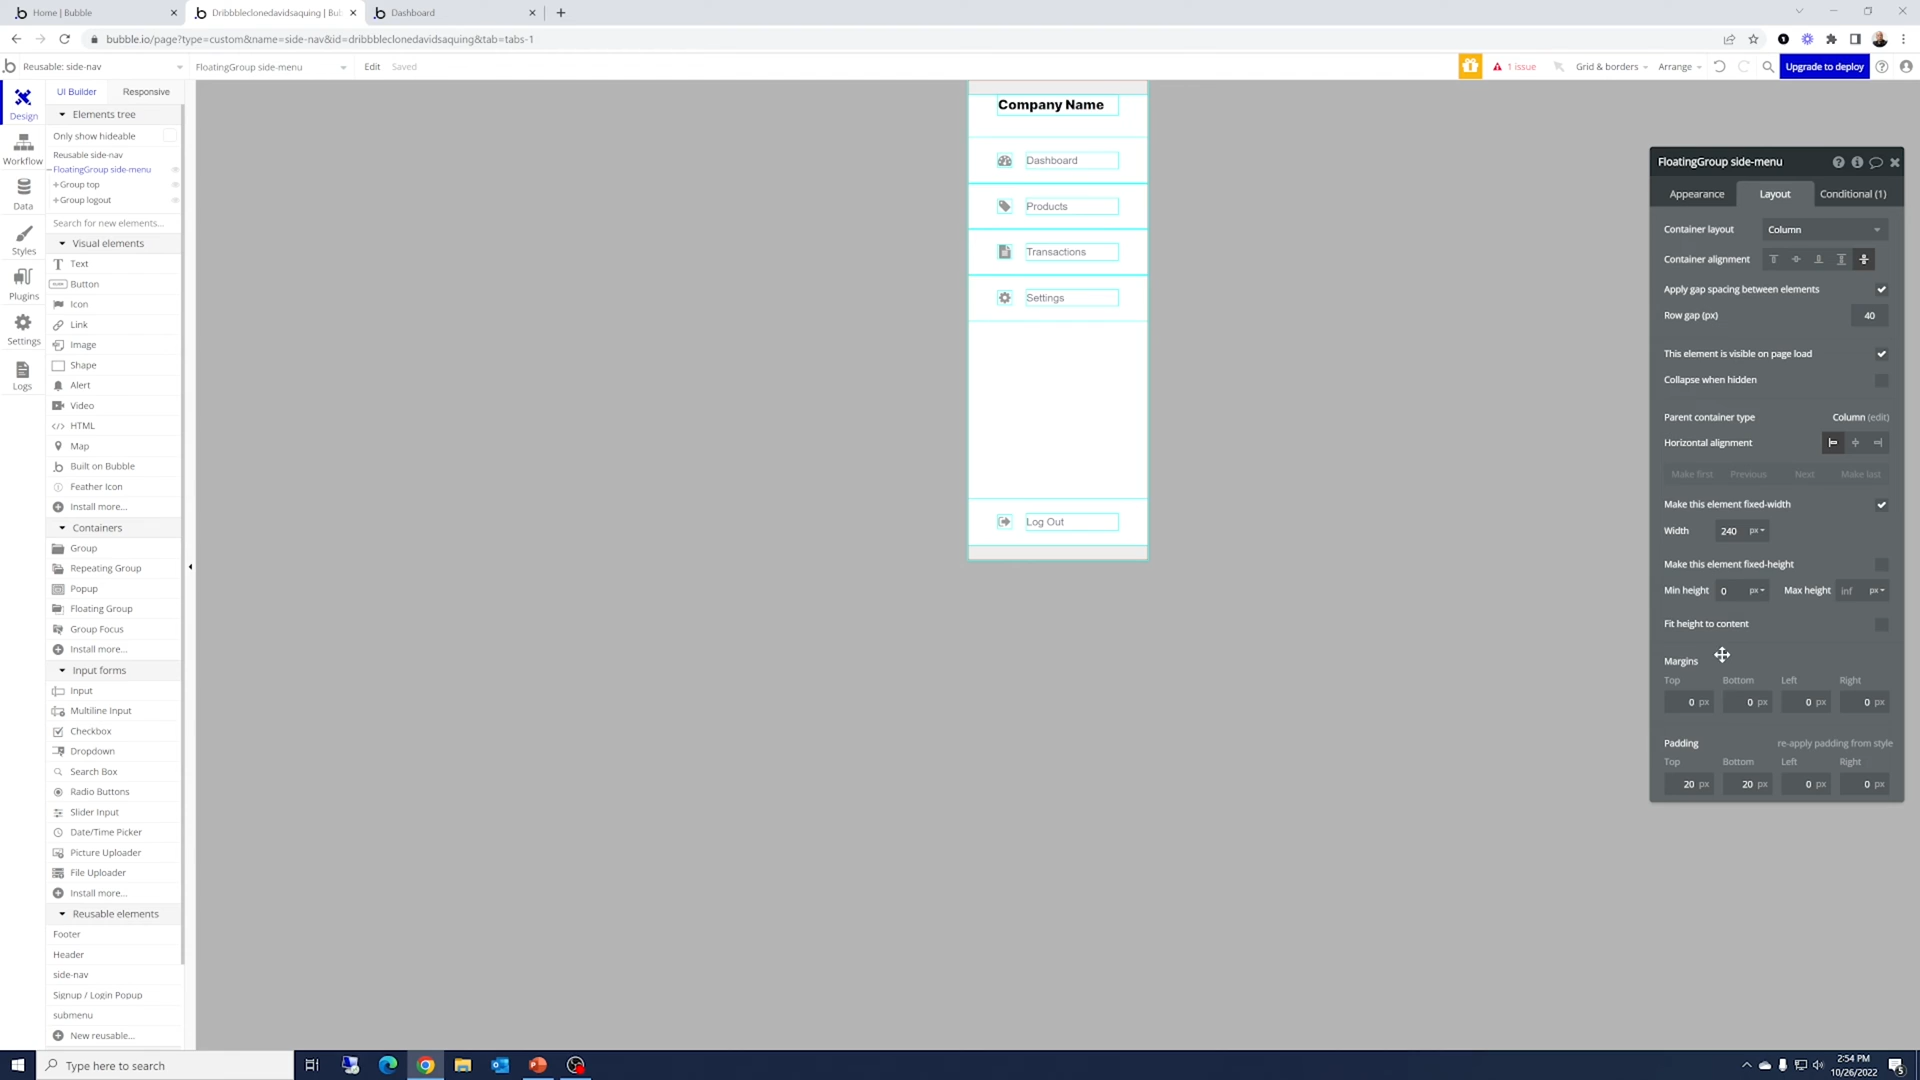 Home | Bubble
Dribbbleclonedavidsaquing | Bub
Dashboard
bubble.io/page?type=custom&name=side-nav&id=dribbbleclonedavidsaquing&tab=tabs-1
Reusable: side-nav
FloatingGroup side-menu
Edit
Saved
1 issue
Grid & borders
Arrange
Upgrade to deploy
Design
Workflow
Data
Styles
Plugins
Settings
Logs
UI Builder
Responsive
Elements tree
Only show hideable
Reusable side-nav
FloatingGroup side-menu
+Group top
+Group logout
Search for new elements...
Visual elements
Text
Button
Icon
Link
Image
Shape
Alert
Video
HTML
Map
Built on Bubble
Feather Icon
Install more...
Containers
Group
Repeating Group
Popup
Floating Group
Group Focus
Install more...
Input forms
Input
Multiline Input
Checkbox
Dropdown
Search Box
Radio Buttons
Slider Input
Date/Time Picker
Picture Uploader
File Uploader
Install more...
Reusable elements
Footer
Header
side-nav
Signup / Login Popup
submenu
New reusable...
Company Name
Dashboard
Products
Transactions
Settings
Log Out
FloatingGroup side-menu
Appearance
Layout
Conditional (1)
Container layout
Column
Container alignment
Apply gap spacing between elements
Row gap (px)
40
This element is visible on page load
Collapse when hidden
Parent container type
Column (edit)
Horizontal alignment
Make first
Previous
Next
Make last
Make this element fixed-width
Width
240 px
Make this element fixed-height
Min height
0 px
Max height
inf px
Fit height to content
Margins
Top
Bottom
Left
Right
0 px
0 px
0 px
0 px
Padding
re-apply padding from style
Top
Bottom
Left
Right
20 px
20 px
0 px
0 px
Type here to search
2:54 PM
10/26/2022
5